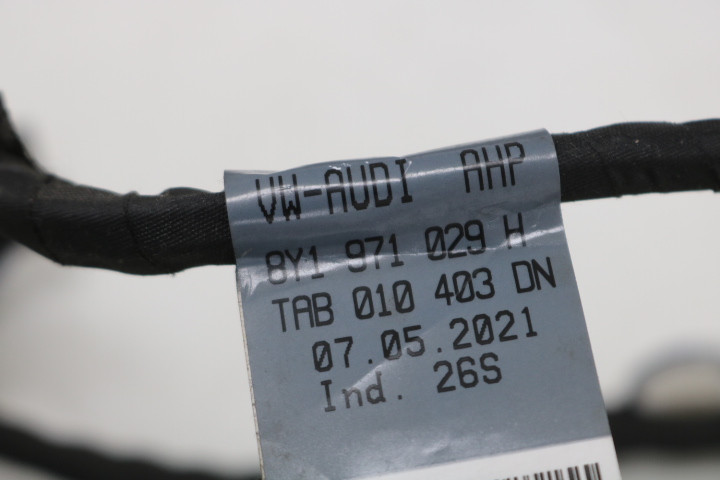 VW-AUDI AHP
8Y1 971 029 H
TAB 010 403 DN
07.05.2021
Ind. 26S